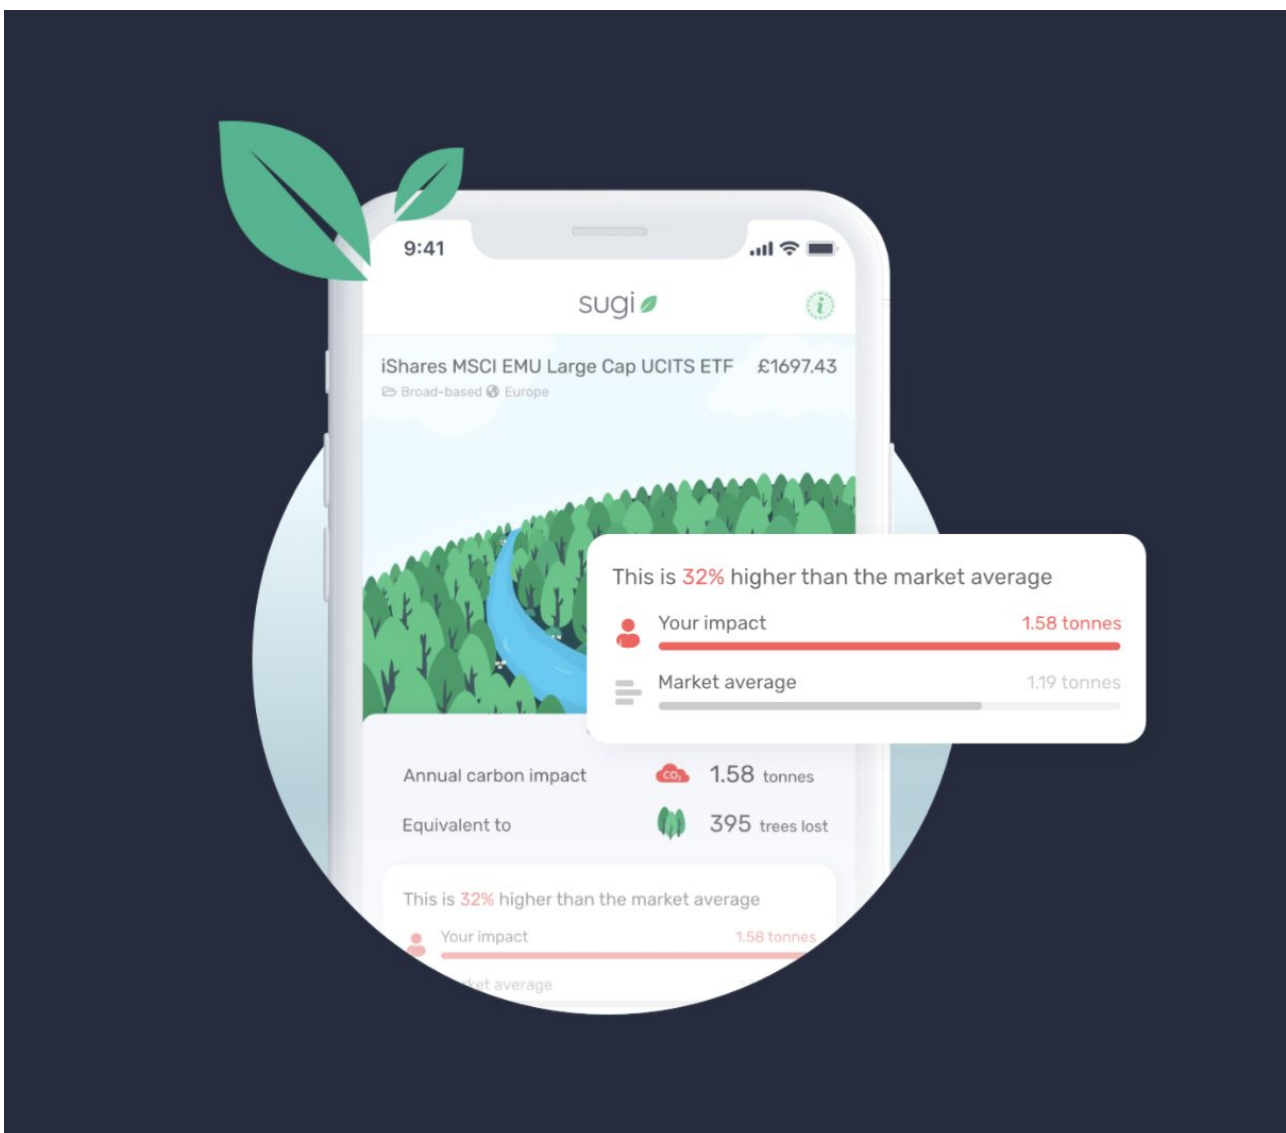 9:41
sugi
i
iShares MSCI EMU Large Cap UCITS ETF £1697.43
Broad-based Europe
This is 32% higher than the market average
Your impact 1.58 tonnes
Market average 1.19 tonnes
Annual carbon impact CO₂ 1.58 tonnes
Equivalent to 395 trees lost
This is 32% higher than the market average
Your impact 1.58 tonnes
ket average